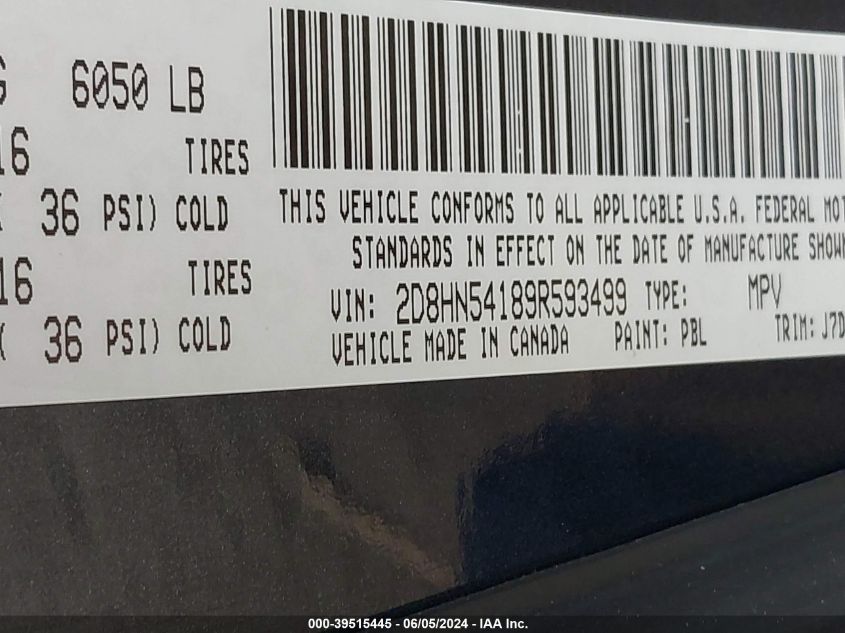 6050 LB
16 TIRES
36 PSI) COLD
16 TIRES
36 PSI) COLD
THIS VEHICLE CONFORMS TO ALL APPLICABLE U.S.A. FEDERAL MOT
STANDARDS IN EFFECT ON THE DATE OF MANUFACTURE SHOWN
VIN: 2D8HN54189R593499 TYPE: MPV
VEHICLE MADE IN CANADA PAINT: PBL TRIM: J7D
000-39515445 - 06/05/2024 - IAA Inc.